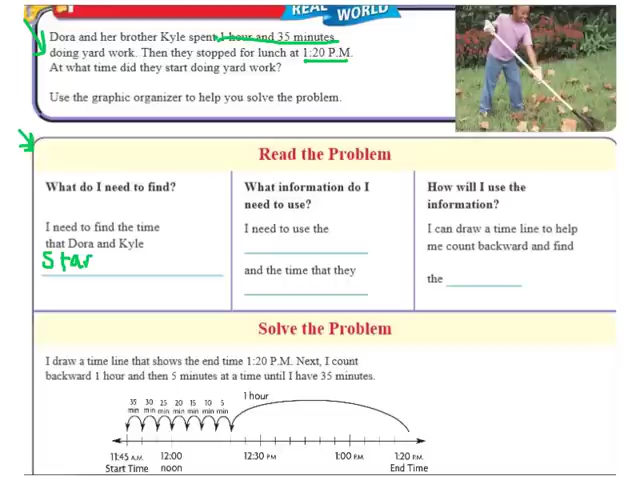 REAL
WORLD
Dora and her brother Kyle spent 1 hour and 35 minutes
doing yard work. Then they stopped for lunch at 1:20 P.M.
At what time did they start doing yard work?
Use the graphic organizer to help you solve the problem.
Read the Problem
What do I need to find?
I need to find the time
that Dora and Kyle
Star
What information do I
need to use?
I need to use the
and the time that they
How will I use the
information?
I can draw a time line to help
me count backward and find
the
Solve the Problem
I draw a time line that shows the end time 1:20 P.M. Next, I count
backward 1 hour and then 5 minutes at a time until I have 35 minutes.
1 hour
35 30 25 20 15 10 5
min min min min min min min
11:45 A.M. 12:00 12:30 PM 1:00 P.M. 1:20 P.M.
Start Time noon End Time